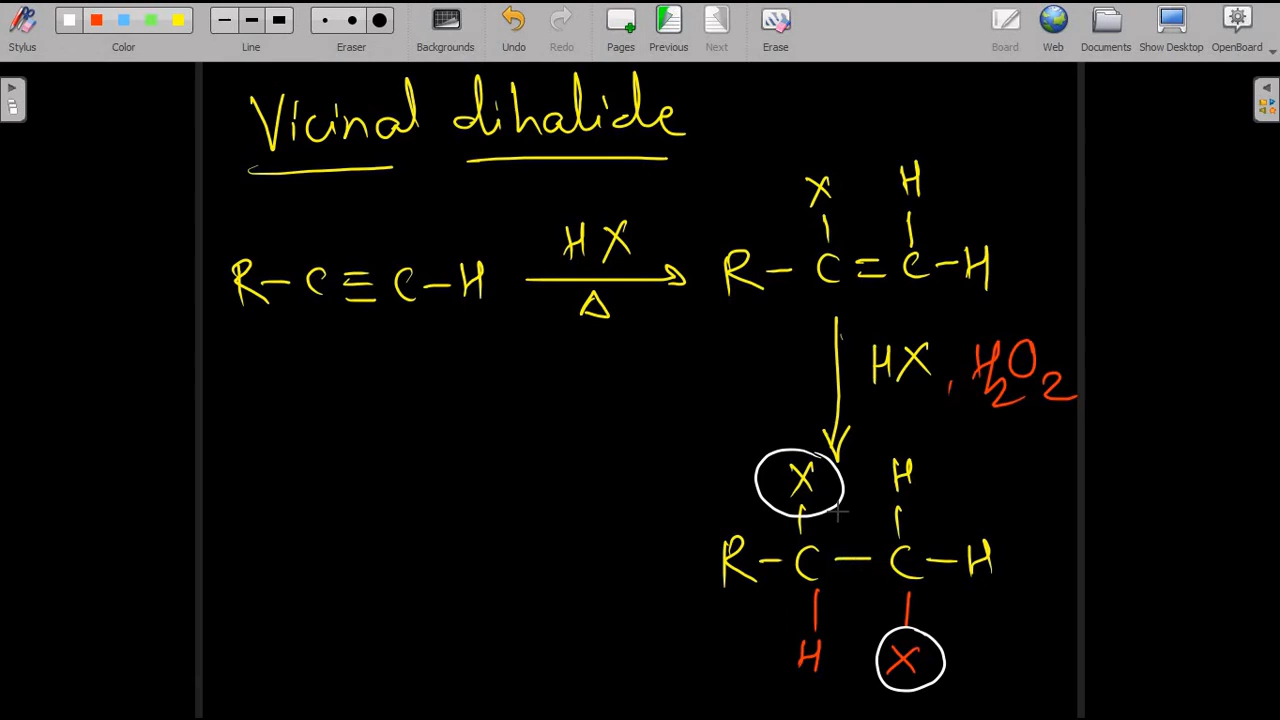 Stylus Color Line Eraser Backgrounds Undo Redo Pages Previous Next Erase Board Web Documents Show Desktop OpenBoard
Vicinal dihalide
X H
R - C ≡ C - H HX Δ R - C = C - H
HX, H2O2
X H
R - C - C - H
H X